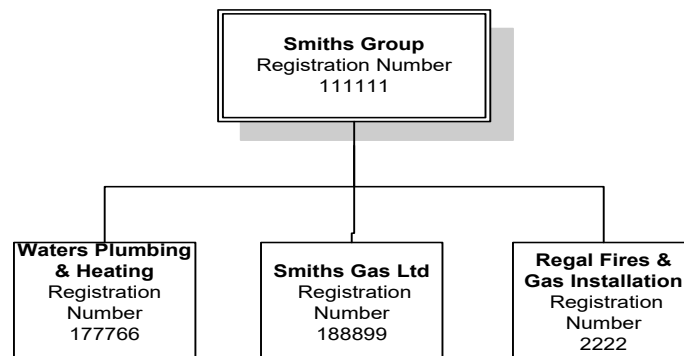 Smiths Group
Registration Number
111111
Waters Plumbing
& Heating
Registration
Number
177766
Smiths Gas Ltd
Registration
Number
188899
Regal Fires &
Gas Installation
Registration
Number
2222